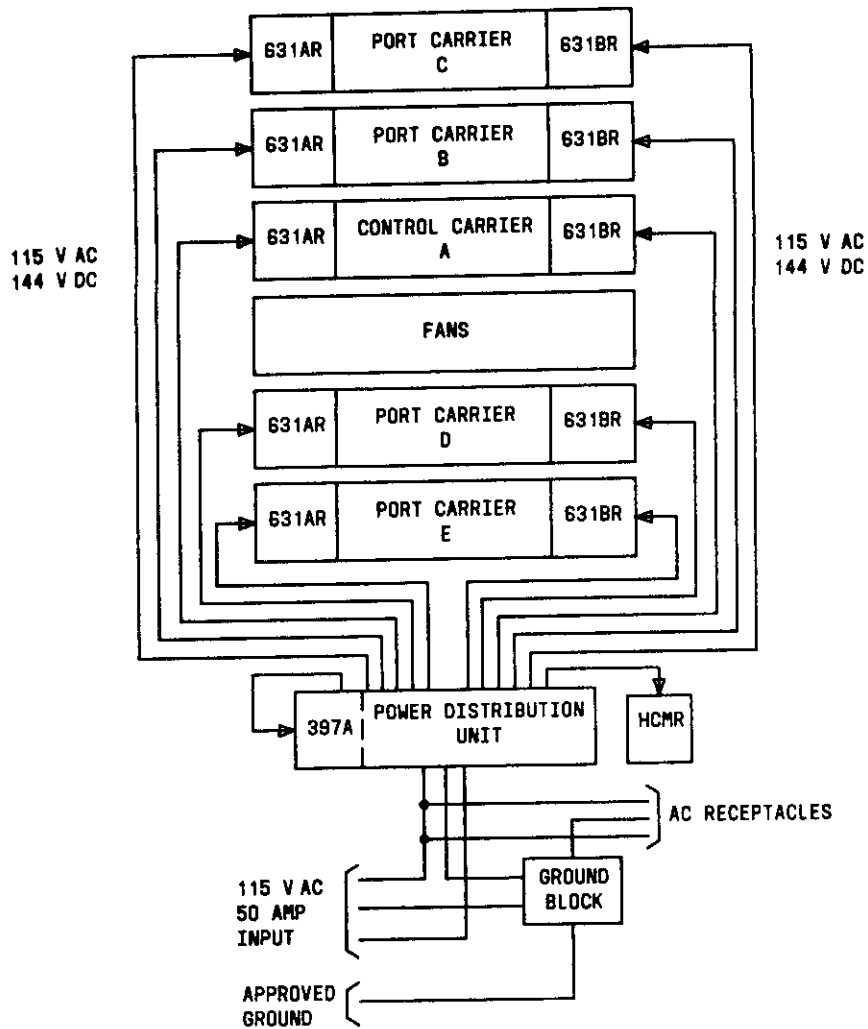 631AR PORT CARRIER C 631BR
631AR PORT CARRIER B 631BR
631AR CONTROL CARRIER A 631BR
115 V AC
144 V DC
115 V AC
144 V DC
FANS
631AR PORT CARRIER D 631BR
631AR PORT CARRIER E 631BR
397A
POWER DISTRIBUTION
UNIT
HCMR
AC RECEPTACLES
115 V AC
50 AMP
INPUT
GROUND
BLOCK
APPROVED
GROUND